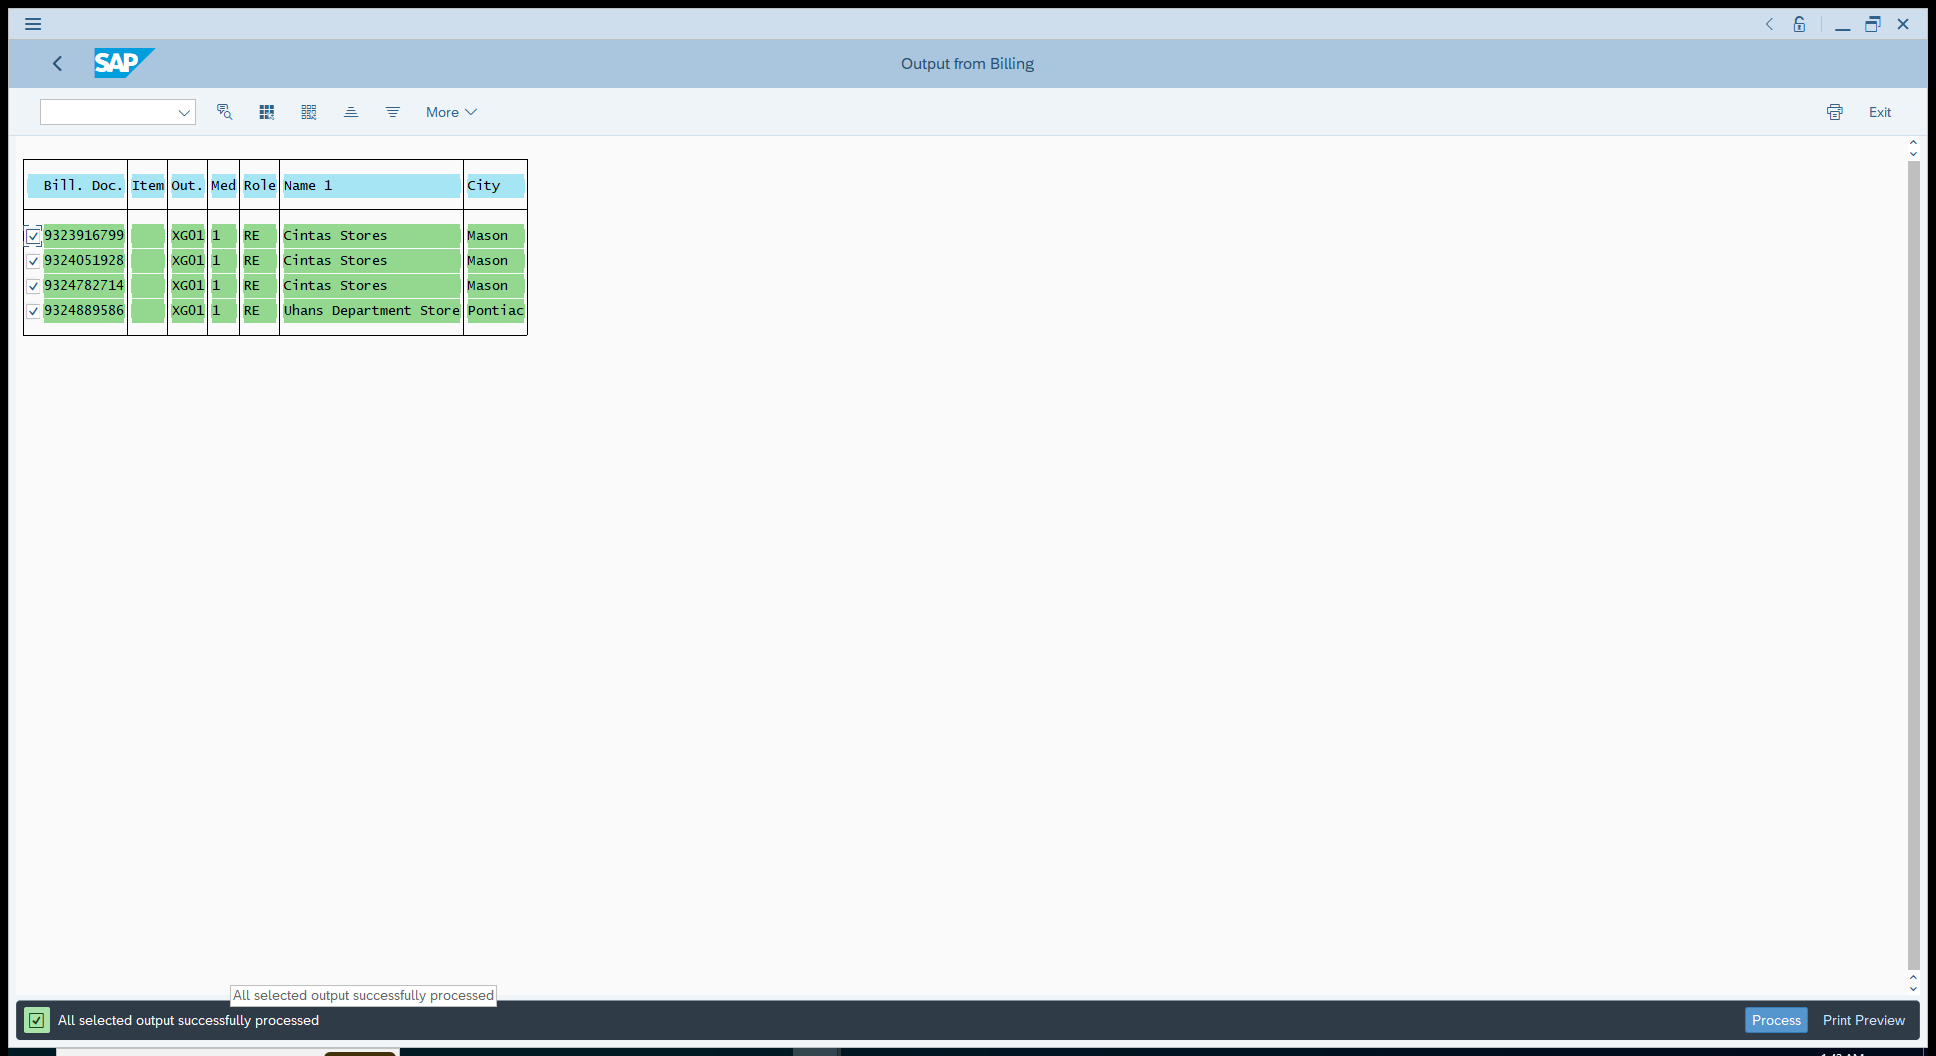 SAP
Output from Billing
More
Exit
Bill. Doc. Item Out. Med Role Name 1 City
9323916799 XG01 1 RE Cintas Stores Mason
9324051928 XG01 1 RE Cintas Stores Mason
9324782714 XG01 1 RE Cintas Stores Mason
9324889586 XG01 1 RE Uhans Department Store Pontiac
All selected output successfully processed
All selected output successfully processed
Process Print Preview